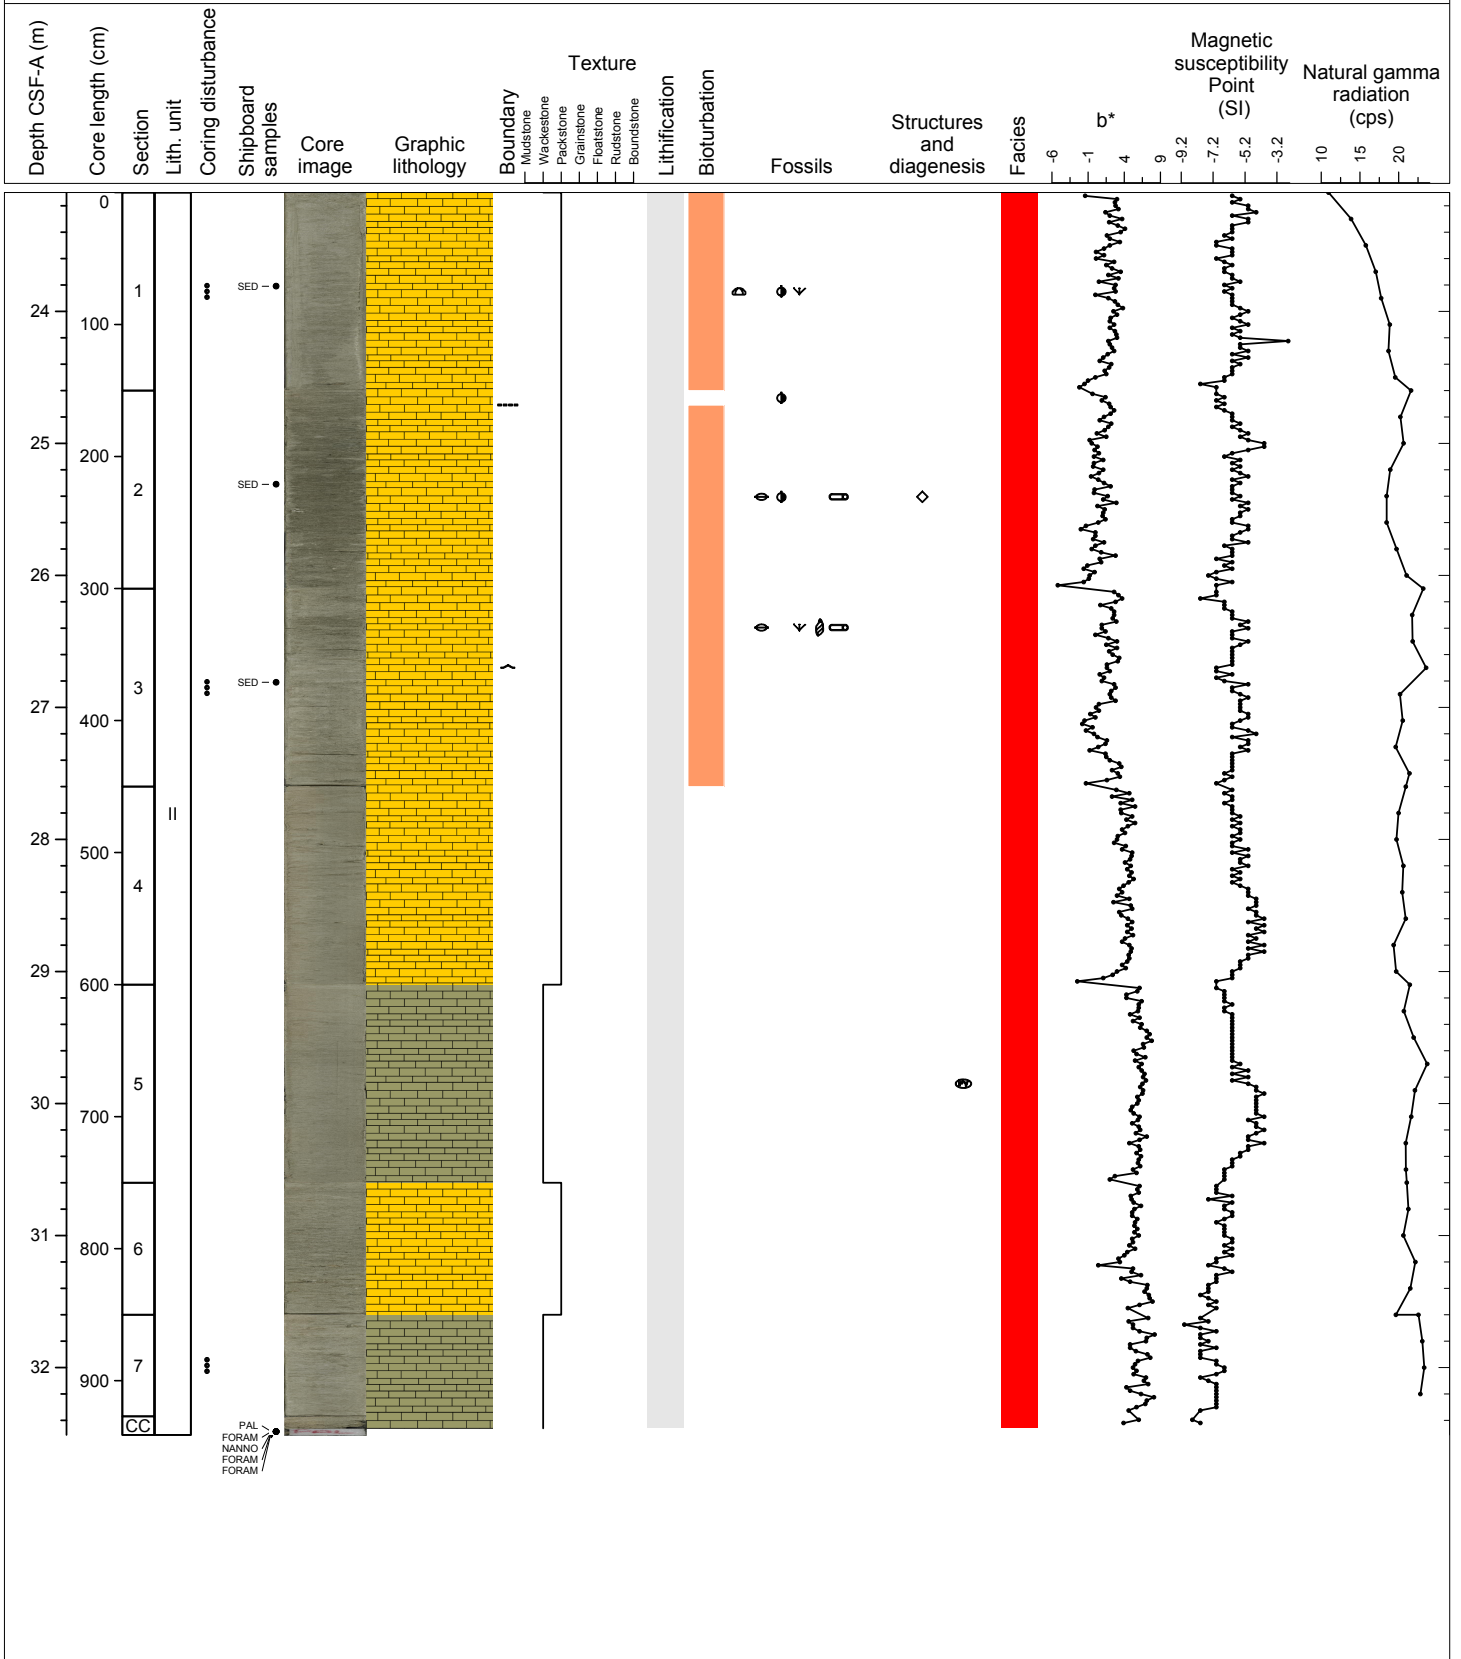 Depth CSF-A (m)
Core length (cm)
Section
Lith. unit
Coring disturbance
Shipboard
samples
Core
image
Graphic
lithology
Boundary
Texture
Mudstone
Wackestone
Packstone
Grainstone
Floatstone
Rudstone
Boundstone
Lithification
Bioturbation
Fossils
Structures
and
diagenesis
Facies
b*
-6 -1 4 9
Magnetic
susceptibility
Point
(SI)
-9.2 -7.2 -5.2 -3.2
Natural gamma
radiation
(cps)
10 15 20
0
1
SED
24
100
25
200
2
SED
26
300
3
SED
27
400
II
28
500
4
29
600
5
30
700
31
800
6
32
900
7
CC
PAL
FORAM
NANNO
FORAM
FORAM